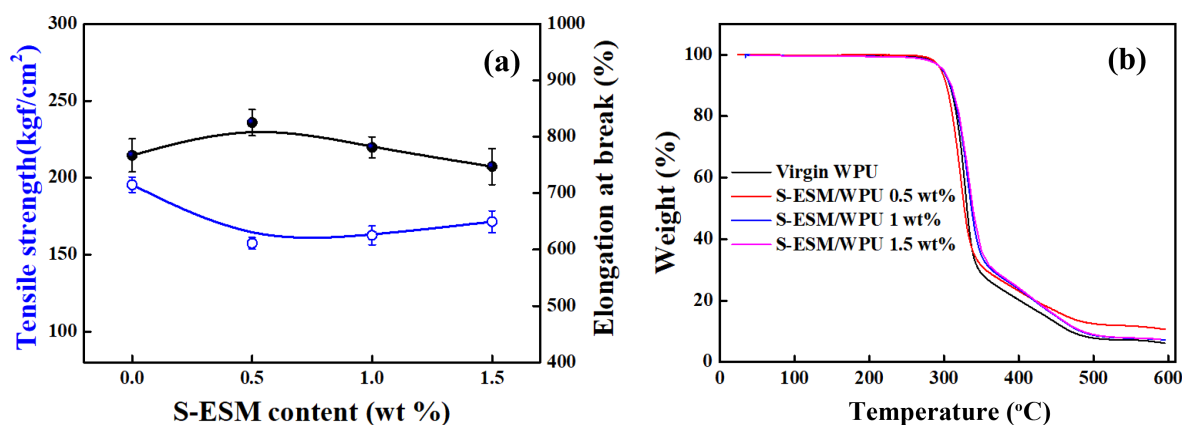 (a)
Tensile strength(kgf/cm2)
300
250
200
150
100
1000
900
800
700
600
500
400
Elongation at break (%)
0.0 0.5 1.0 1.5
S-ESM content (wt %)
(b)
Weight (%)
100
80
60
40
20
0
Virgin WPU
S-ESM/WPU 0.5 wt%
S-ESM/WPU 1 wt%
S-ESM/WPU 1.5 wt%
0 100 200 300 400 500 600
Temperature (oC)